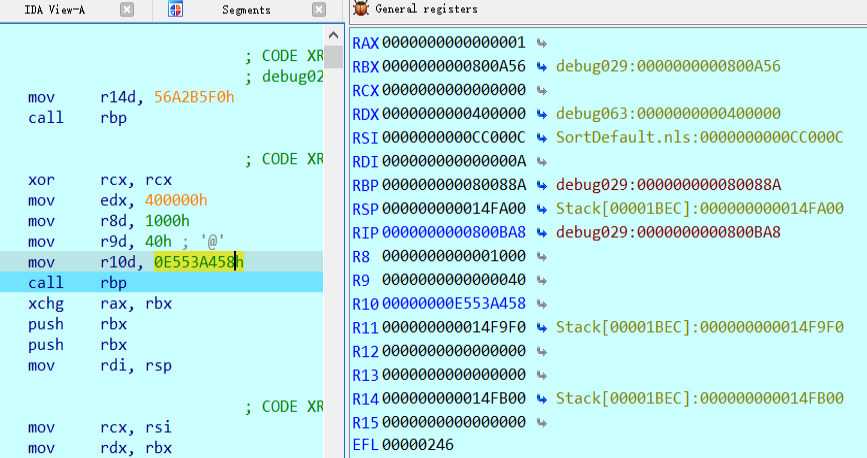 IDA View-A
Segments
; CODE XR
; debug02
mov r14d, 56A2B5F0h
call rbp
; CODE XR
xor rcx, rcx
mov edx, 400000h
mov r8d, 1000h
mov r9d, 40h ; '@'
mov r10d, 0E553A458h
call rbp
xchg rax, rbx
push rbx
push rbx
mov rdi, rsp
; CODE XR
mov rcx, rsi
mov rdx, rbx
General registers
RAX 0000000000000001
RBX 0000000000800A56 debug029:0000000000800A56
RCX 0000000000000000
RDX 0000000000400000 debug063:0000000000400000
RSI 0000000000CC000C SortDefault.nls:0000000000CC000C
RDI 000000000000000A
RBP 000000000080088A debug029:000000000080088A
RSP 000000000014FA00 Stack[00001BEC]:000000000014FA00
RIP 0000000000800BA8 debug029:0000000000800BA8
R8 0000000000001000
R9 0000000000000040
R10 00000000E553A458
R11 000000000014F9F0 Stack[00001BEC]:000000000014F9F0
R12 0000000000000000
R13 0000000000000000
R14 000000000014FB00 Stack[00001BEC]:000000000014FB00
R15 0000000000000000
EFL 00000246